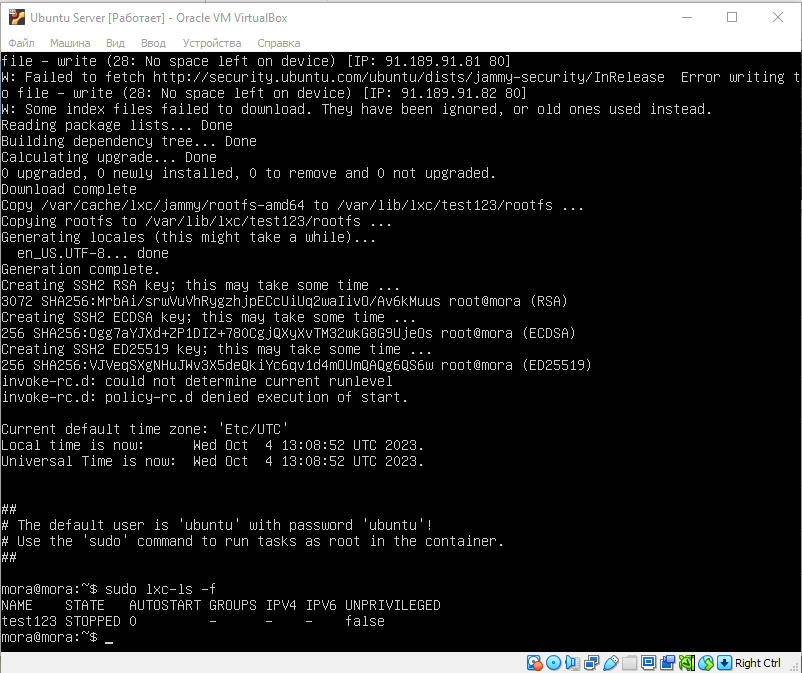 Ubuntu Server [Работает] - Oracle VM VirtualBox
Файл Машина Вид Ввод Устройства Справка
file - write (28: No space left on device) [IP: 91.189.91.81 80]
W: Failed to fetch http://security.ubuntu.com/ubuntu/dists/jammy-security/InRelease  Error writing t
o file - write (28: No space left on device) [IP: 91.189.91.82 80]
W: Some index files failed to download. They have been ignored, or old ones used instead.
Reading package lists... Done
Building dependency tree... Done
Calculating upgrade... Done
0 upgraded, 0 newly installed, 0 to remove and 0 not upgraded.
Download complete
Copy /var/cache/lxc/jammy/rootfs-amd64 to /var/lib/lxc/test123/rootfs ...
Copying rootfs to /var/lib/lxc/test123/rootfs ...
Generating locales (this might take a while)...
  en_US.UTF-8... done
Generation complete.
Creating SSH2 RSA key; this may take some time ...
3072 SHA256:MrbAi/srwVuVhRygzhjpECcUiUq2waIivO/Av6kMuus root@mora (RSA)
Creating SSH2 ECDSA key; this may take some time ...
256 SHA256:Ogg7aYJXd+ZP1DIZ+780CgjQXyXvTM32wkG8G9UjeOs root@mora (ECDSA)
Creating SSH2 ED25519 key; this may take some time ...
256 SHA256:VJVeqSXgNHuJWv3X5deQkiYc6qv1d4mOUmQAQg6QS6w root@mora (ED25519)
invoke-rc.d: could not determine current runlevel
invoke-rc.d: policy-rc.d denied execution of start.
Current default time zone: 'Etc/UTC'
Local time is now:      Wed Oct  4 13:08:52 UTC 2023.
Universal Time is now:  Wed Oct  4 13:08:52 UTC 2023.
##
# The default user is 'ubuntu' with password 'ubuntu'!
# Use the 'sudo' command to run tasks as root in the container.
##
mora@mora:~$ sudo lxc-ls -f
NAME    STATE   AUTOSTART GROUPS IPV4 IPV6 UNPRIVILEGED
test123 STOPPED 0         -      -    -    false
mora@mora:~$ _
Right Ctrl